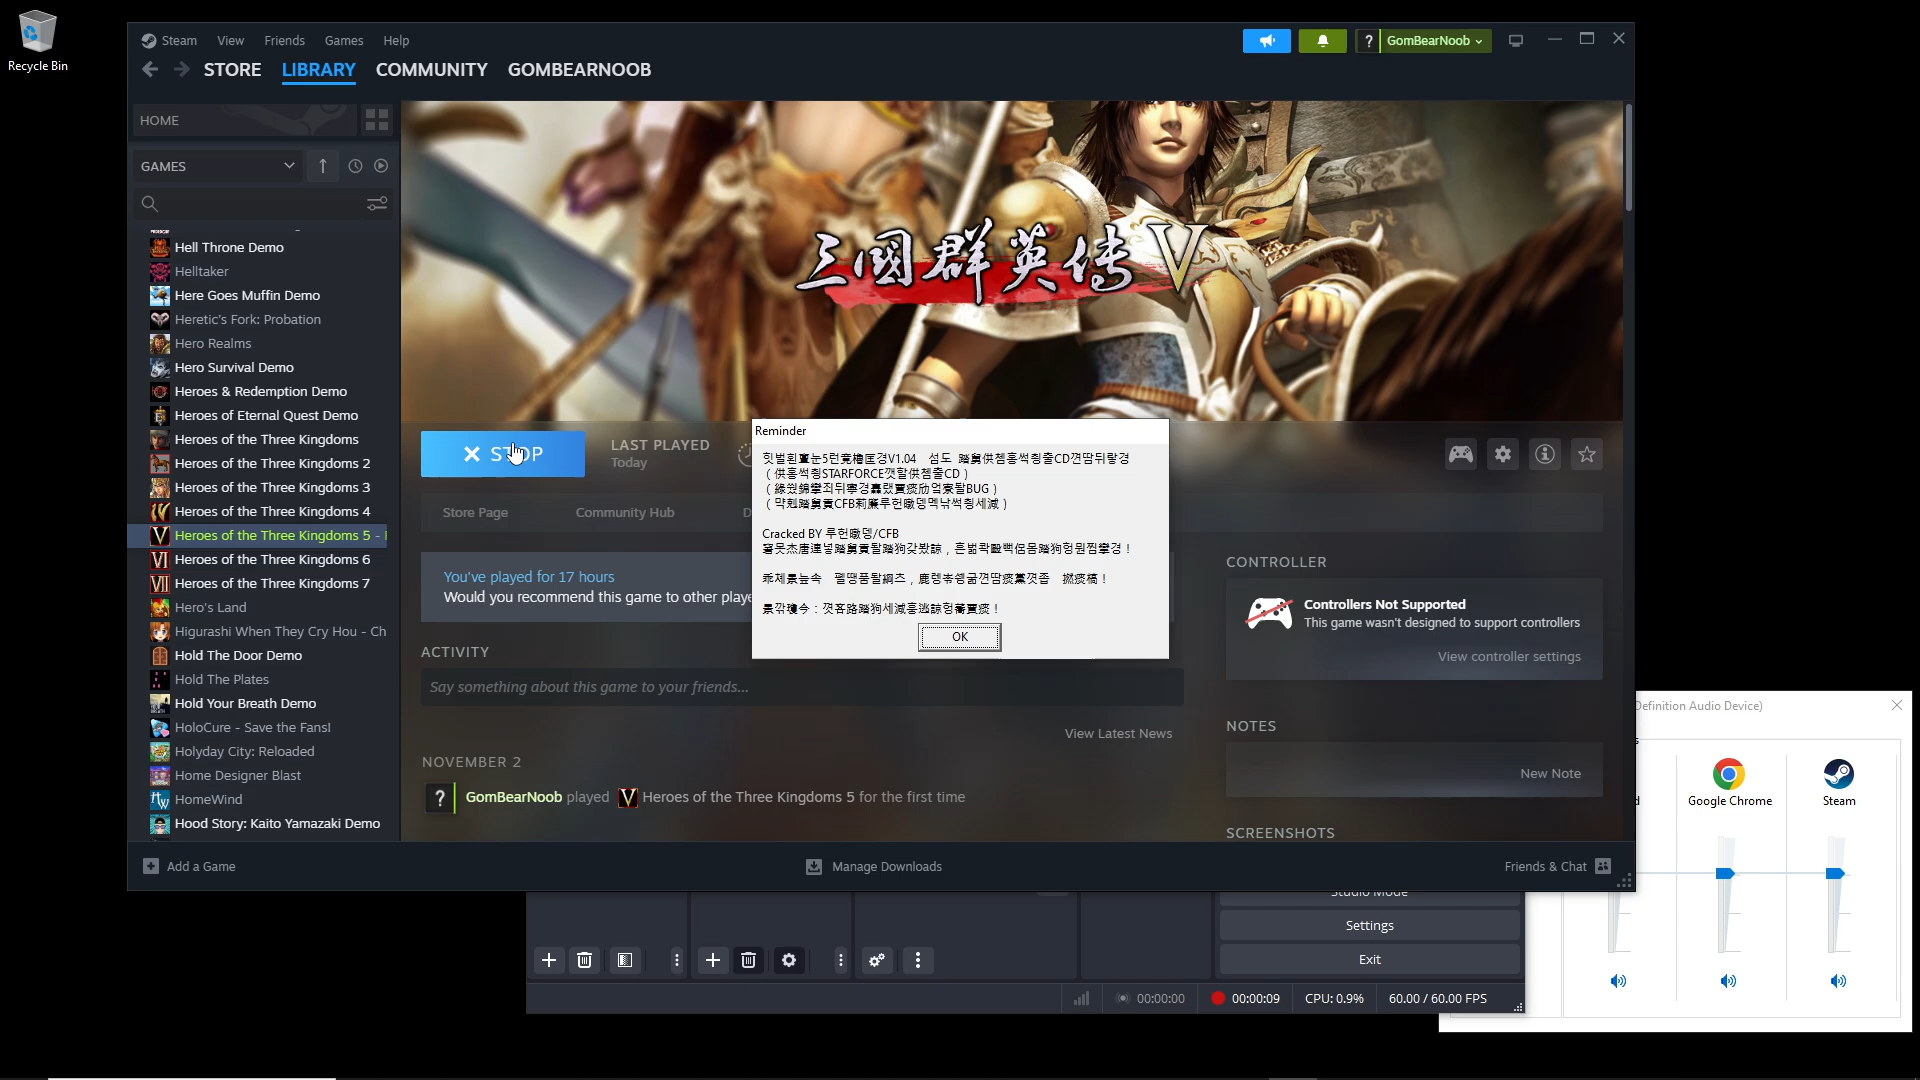 Recycle Bin
Steam View Friends Games Help
GomBearNoob
STORE LIBRARY COMMUNITY GOMBEARNOOB
HOME
GAMES
Hell Throne Demo
Helltaker
Here Goes Muffin Demo
Heretic's Fork: Probation
Hero Realms
Hero Survival Demo
Heroes & Redemption Demo
Heroes of Eternal Quest Demo
Heroes of the Three Kingdoms
Heroes of the Three Kingdoms 2
Heroes of the Three Kingdoms 3
Heroes of the Three Kingdoms 4
Heroes of the Three Kingdoms 5 -
Heroes of the Three Kingdoms 6
Heroes of the Three Kingdoms 7
Hero's Land
Higurashi When They Cry Hou - Ch
Hold The Door Demo
Hold The Plates
Hold Your Breath Demo
HoloCure - Save the Fans!
Holyday City: Reloaded
Home Designer Blast
HomeWind
Hood Story: Kaito Yamazaki Demo
三國群英傳V
STOP
LAST PLAYED
Today
Store Page Community Hub
You've played for 17 hours
Would you recommend this game to other playe
ACTIVITY
Say something about this game to your friends...
View Latest News
NOVEMBER 2
GomBearNoob played Heroes of the Three Kingdoms 5 for the first time
Reminder
Cracked BY
OK
CONTROLLER
Controllers Not Supported
This game wasn't designed to support controllers
View controller settings
NOTES
New Note
SCREENSHOTS
Add a Game
Manage Downloads
Friends & Chat
Definition Audio Device)
Google Chrome
Steam
Settings
Exit
00:00:00
00:00:09
CPU: 0.9%
60.00 / 60.00 FPS